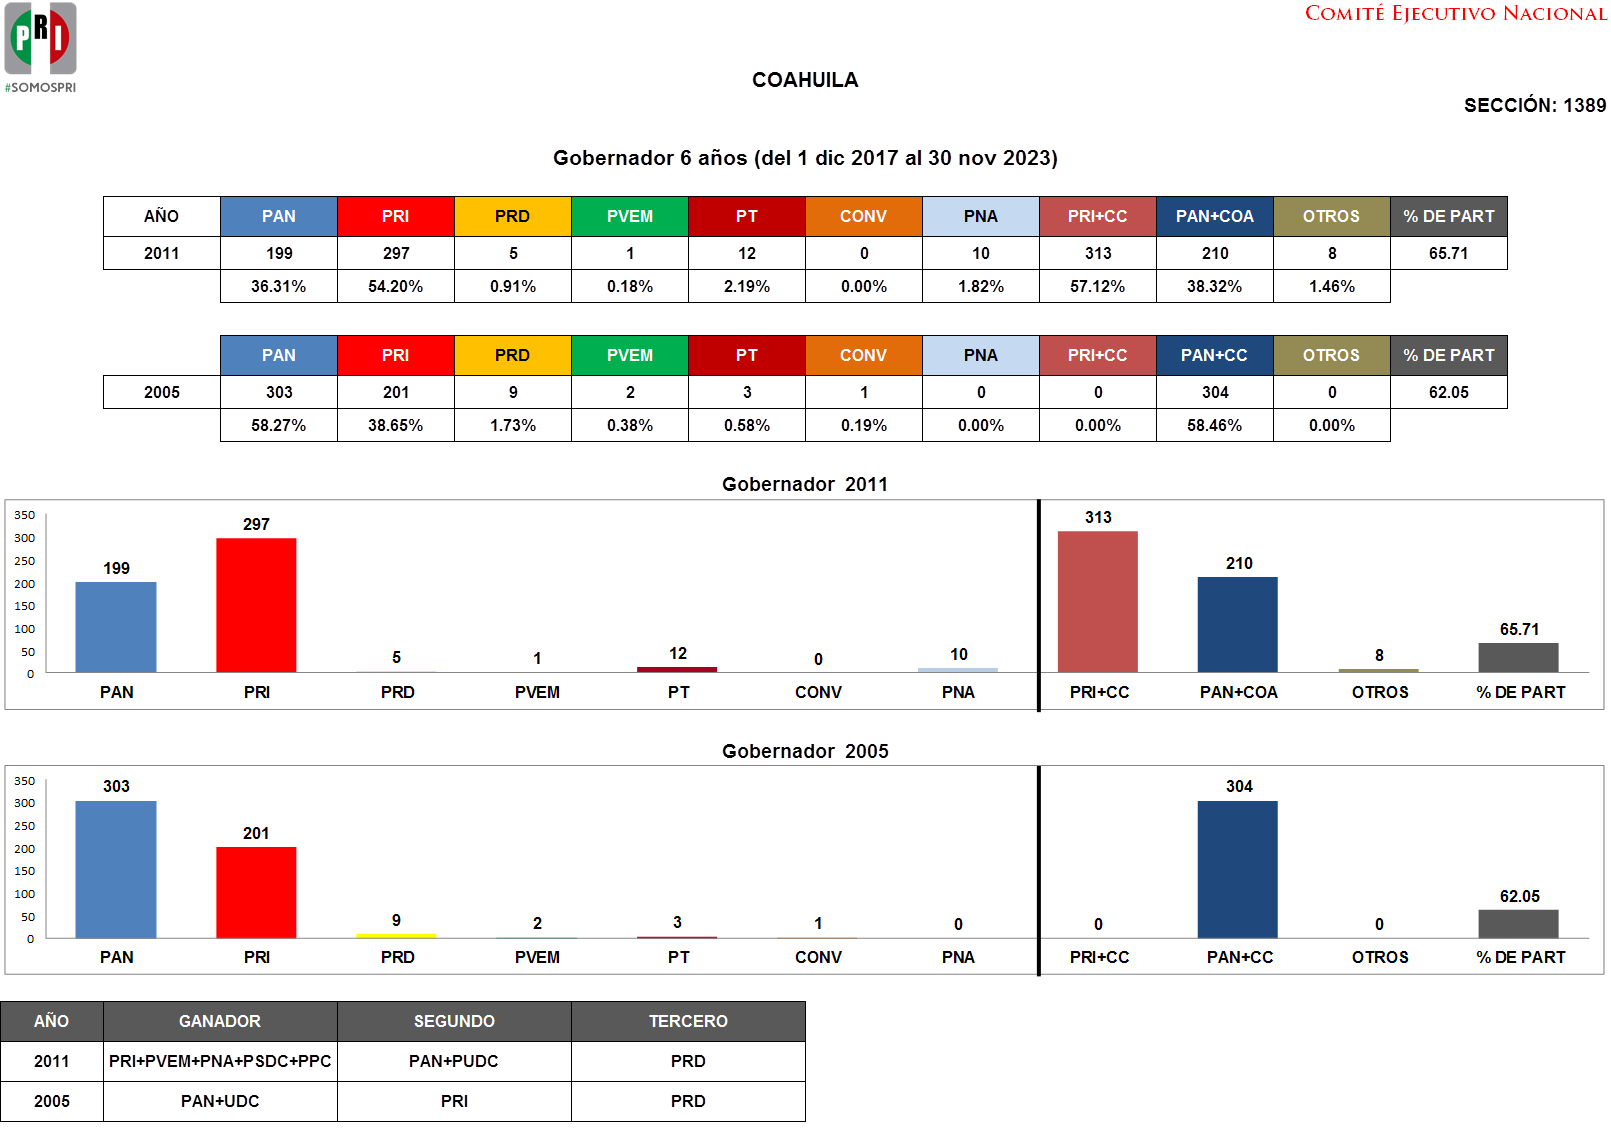 PRI
#SOMOSPRI
COMITÉ EJECUTIVO NACIONAL
COAHUILA
SECCIÓN: 1389
Gobernador 6 años (del 1 dic 2017 al 30 nov 2023)
AÑO PAN PRI PRD PVEM PT CONV PNA PRI+CC PAN+COA OTROS % DE PART
2011 199 297 5 1 12 0 10 313 210 8 65.71
36.31% 54.20% 0.91% 0.18% 2.19% 0.00% 1.82% 57.12% 38.32% 1.46%
PAN PRI PRD PVEM PT CONV PNA PRI+CC PAN+CC OTROS % DE PART
2005 303 201 9 2 3 1 0 0 304 0 62.05
58.27% 38.65% 1.73% 0.38% 0.58% 0.19% 0.00% 0.00% 58.46% 0.00%
Gobernador 2011
350
300
250
200
150
100
50
0
199 297 5 1 12 0 10 313 210 8 65.71
PAN PRI PRD PVEM PT CONV PNA PRI+CC PAN+COA OTROS % DE PART
Gobernador 2005
350
300
250
200
150
100
50
0
303 201 9 2 3 1 0 0 304 0 62.05
PAN PRI PRD PVEM PT CONV PNA PRI+CC PAN+CC OTROS % DE PART
AÑO GANADOR SEGUNDO TERCERO
2011 PRI+PVEM+PNA+PSDC+PPC PAN+PUDC PRD
2005 PAN+UDC PRI PRD